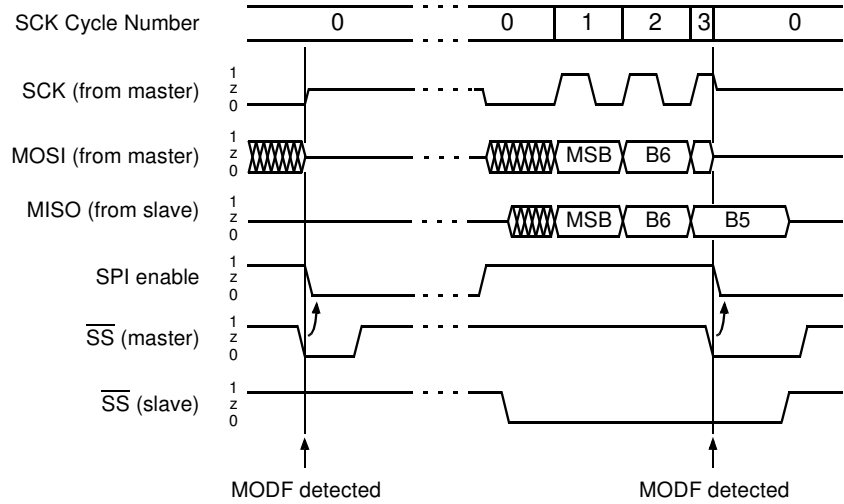 SCK Cycle Number 0 0 1 2 3 0
SCK (from master) 1 z 0
MOSI (from master) 1 z 0 MSB B6
MISO (from slave) 1 z 0 MSB B6 B5
SPI enable 1 z 0
SS (master) 1 z 0
SS (slave) 1 z 0
MODF detected MODF detected